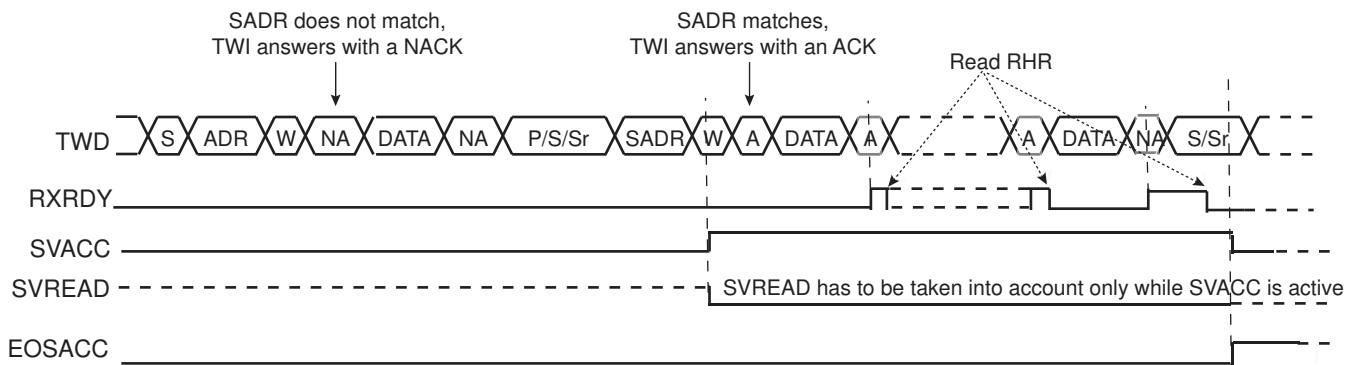 SADR does not match,
TWI answers with a NACK
SADR matches,
TWI answers with an ACK
Read RHR
TWD S ADR W NA DATA NA P/S/Sr SADR W A DATA A A DATA NA S/Sr
RXRDY
SVACC
SVREAD SVREAD has to be taken into account only while SVACC is active
EOSACC